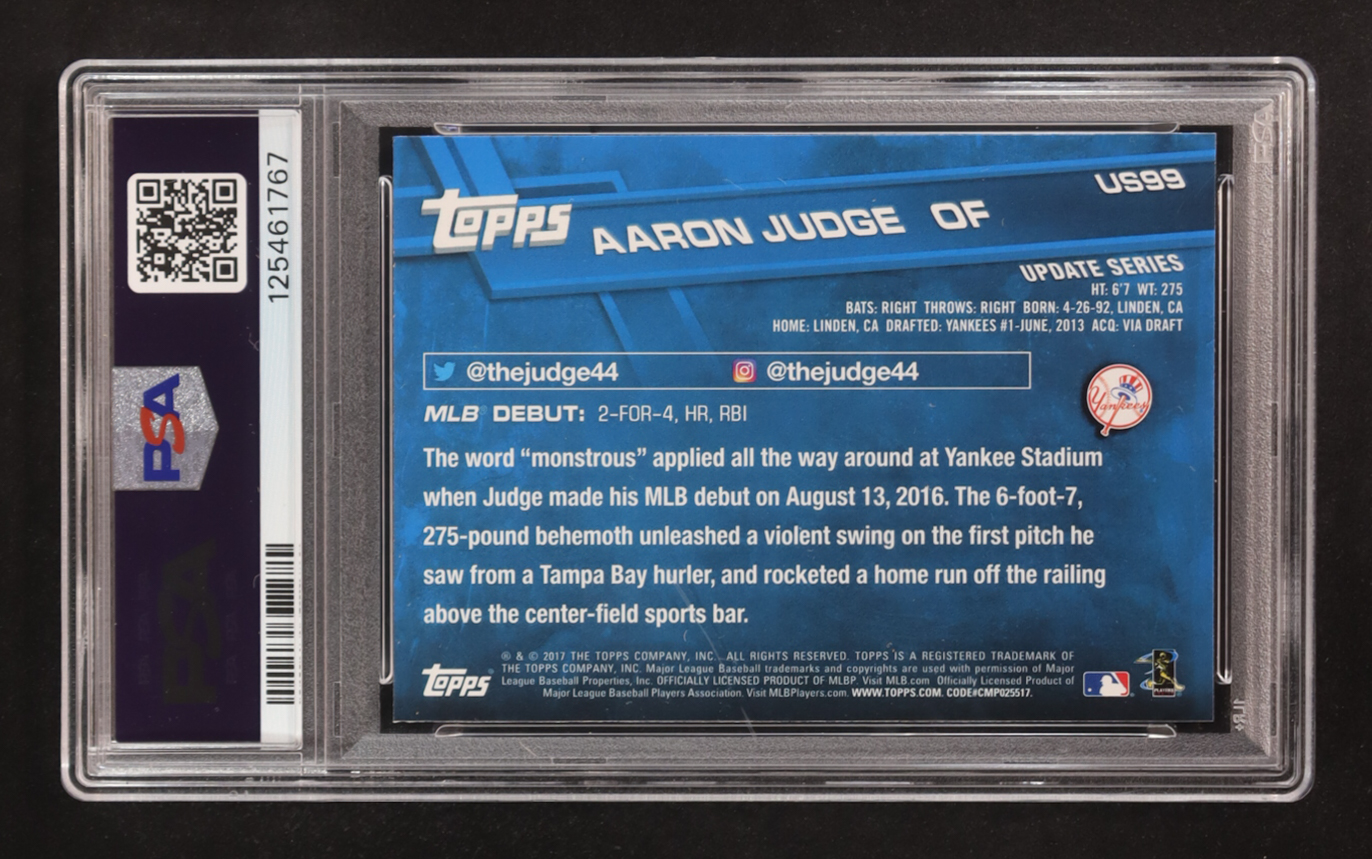 125461767
PSA
PSA
TOPPS
AARON JUDGE OF
US99
UPDATE SERIES
HT: 6'7 WT: 275
BATS: RIGHT THROWS: RIGHT BORN: 4-26-92, LINDEN, CA
HOME: LINDEN, CA DRAFTED: YANKEES #1-JUNE, 2013 ACQ: VIA DRAFT
@thejudge44 @thejudge44
Yankees
MLB DEBUT: 2-FOR-4, HR, RBI
The word “monstrous” applied all the way around at Yankee Stadium
when Judge made his MLB debut on August 13, 2016. The 6-foot-7,
275-pound behemoth unleashed a violent swing on the first pitch he
saw from a Tampa Bay hurler, and rocketed a home run off the railing
above the center-field sports bar.
TOPPS
® & © 2017 THE TOPPS COMPANY, INC. ALL RIGHTS RESERVED. TOPPS IS A REGISTERED TRADEMARK OF
THE TOPPS COMPANY, INC. Major League Baseball trademarks and copyrights are used with permission of Major
League Baseball Properties, Inc. OFFICIALLY LICENSED PRODUCT OF MLBP. Visit MLB.com Officially Licensed Product of
Major League Baseball Players Association. Visit MLBPlayers.com. WWW.TOPPS.COM. CODE#CMP025517.
PLAYERS
PSA